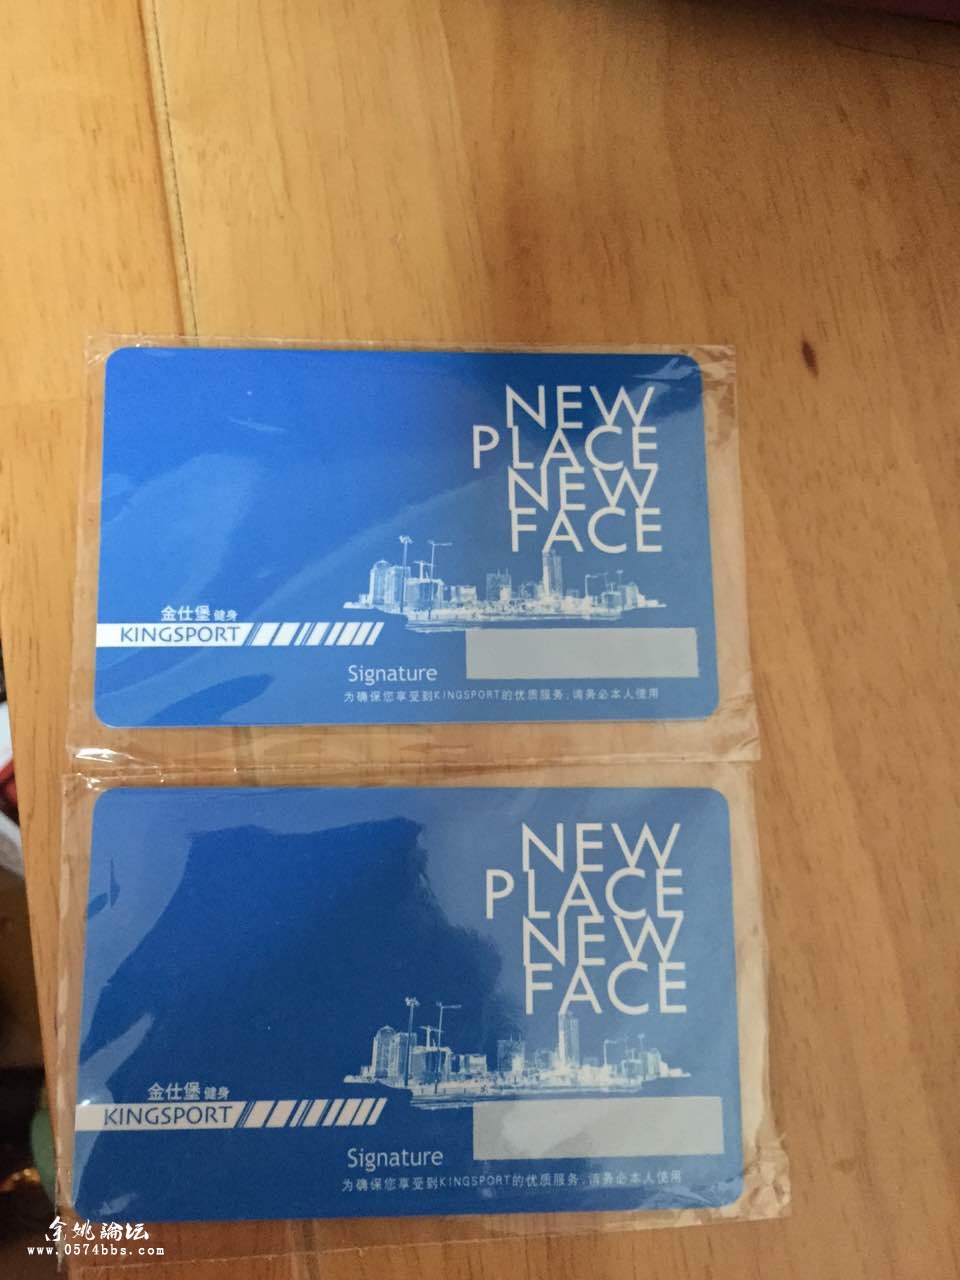 NEW
PLACE
NEW
FACE
金仕堡 健身
KINGSPORT
Signature
为确保您享受到KINGSPORT的优质服务,请务必本人使用
NEW
PLACE
NEW
FACE
金仕堡 健身
KINGSPORT
Signature
为确保您享受到KINGSPORT的优质服务,请务必本人使用
余姚論坛
www.0574bbs.com